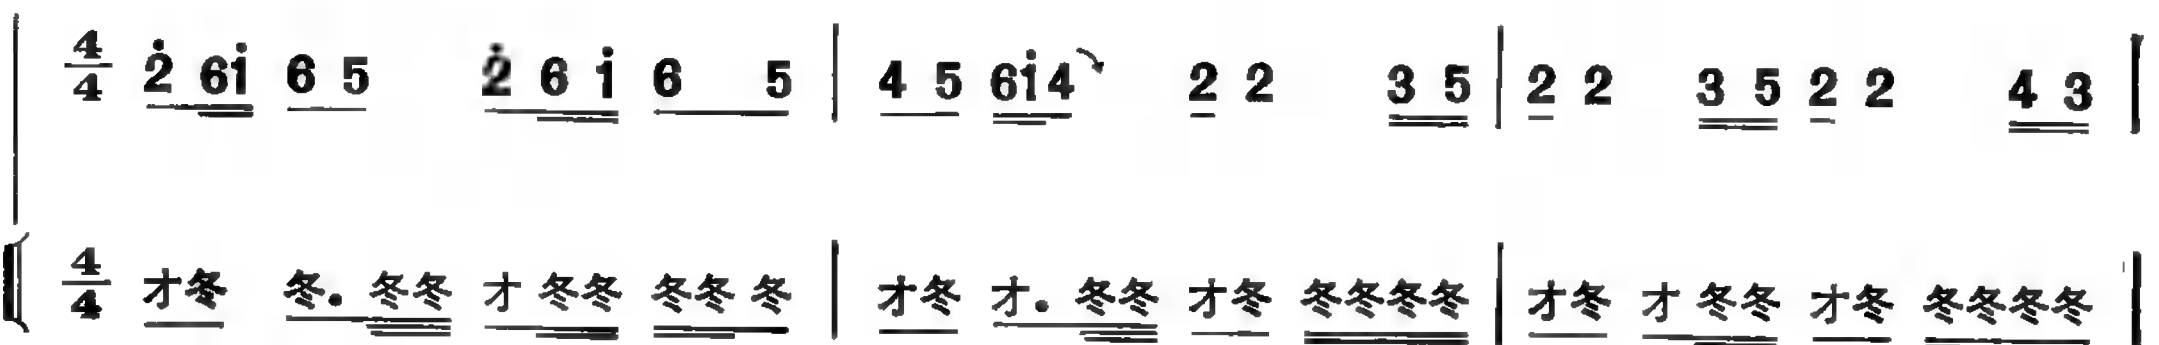 4/4 2̇ 6i̇ 6 5 2̇ 6 i̇ 6 5 | 4 5 6i̇4 2 2 3 5 | 2 2 3 5 2 2 4 3 |
4/4 才冬 冬. 冬冬 才 冬冬 冬冬 冬 | 才冬 才. 冬冬 才冬 冬冬冬冬 | 才冬 才 冬冬 才冬 冬冬冬冬 |